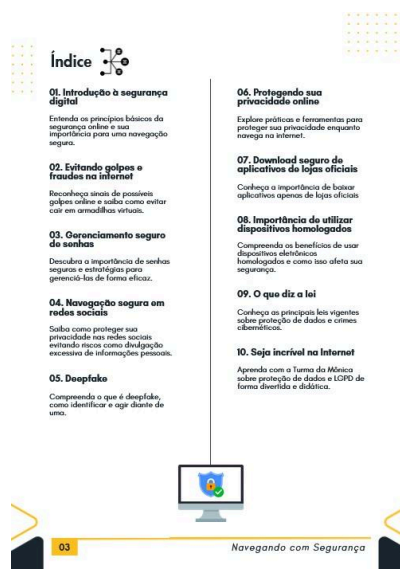 Índice
01. Introdução à segurança
digital
Entenda os princípios básicos da
segurança online e sua
importância para uma navegação
segura.
02. Evitando golpes e
fraudes na internet
Reconheça sinais de possíveis
golpes online e saiba como evitar
cair em armadilhas virtuais.
03. Gerenciamento seguro
de senhas
Descubra a importância de senhas
seguras e estratégias para
gerenciá-las de forma eficaz.
04. Navegação segura em
redes sociais
Saiba como proteger sua
privacidade nas redes sociais
evitando riscos como divulgação
excessiva de informações pessoais.
05. Deepfake
Compreenda o que é deepfake,
como identificar e agir diante de
uma.
06. Protegendo sua
privacidade online
Explore práticas e ferramentas para
proteger sua privacidade enquanto
navega na internet.
07. Download seguro de
aplicativos de lojas oficiais
Conheça a importância de baixar
aplicativos apenas de lojas oficiais
08. Importância de utilizar
dispositivos homologados
Compreenda os benefícios de usar
dispositivos eletrônicos
homologados e como isso afeta sua
segurança.
09. O que diz a lei
Conheça as principais leis vigentes
sobre proteção de dados e crimes
cibernéticos.
10. Seja incrível na Internet
Aprenda com a Turma da Mônica
sobre proteção de dados e LGPD de
forma divertida e didática.
03
Navegando com Segurança